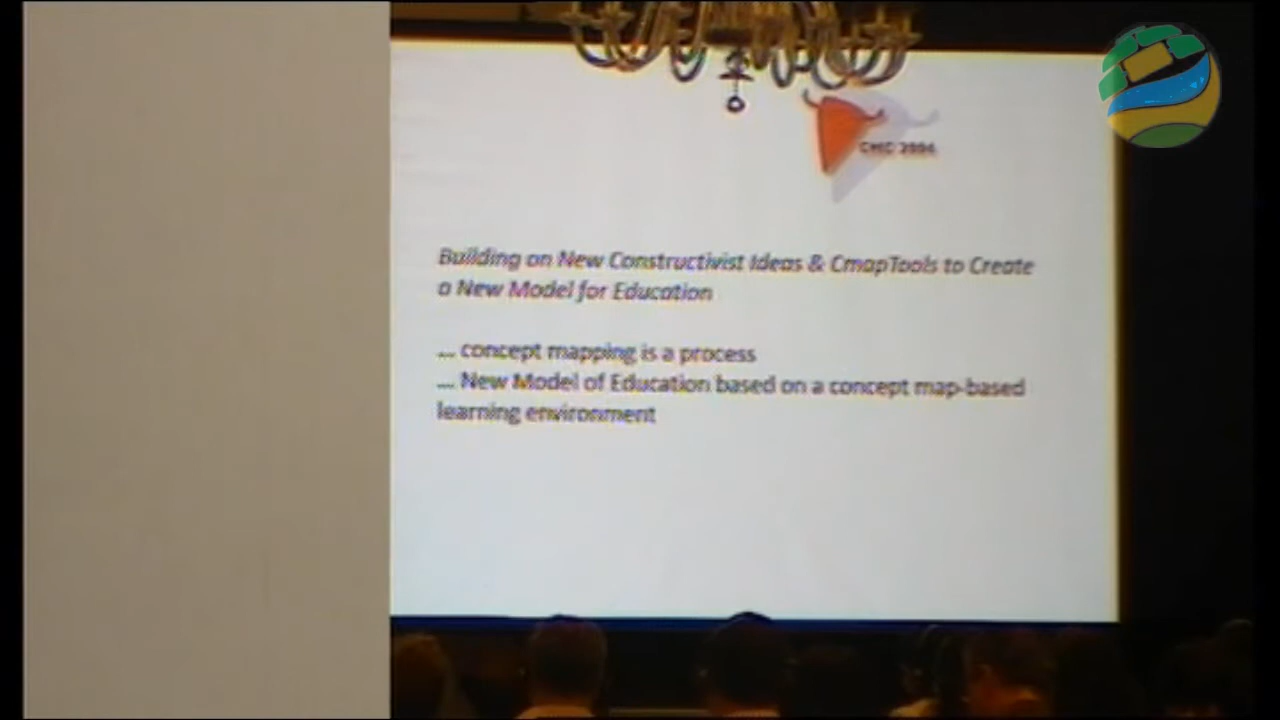 CMC 2004
Building on New Constructivist Ideas & CmapTools to Create
a New Model for Education
... concept mapping is a process
... New Model of Education based on a concept map-based
learning environment